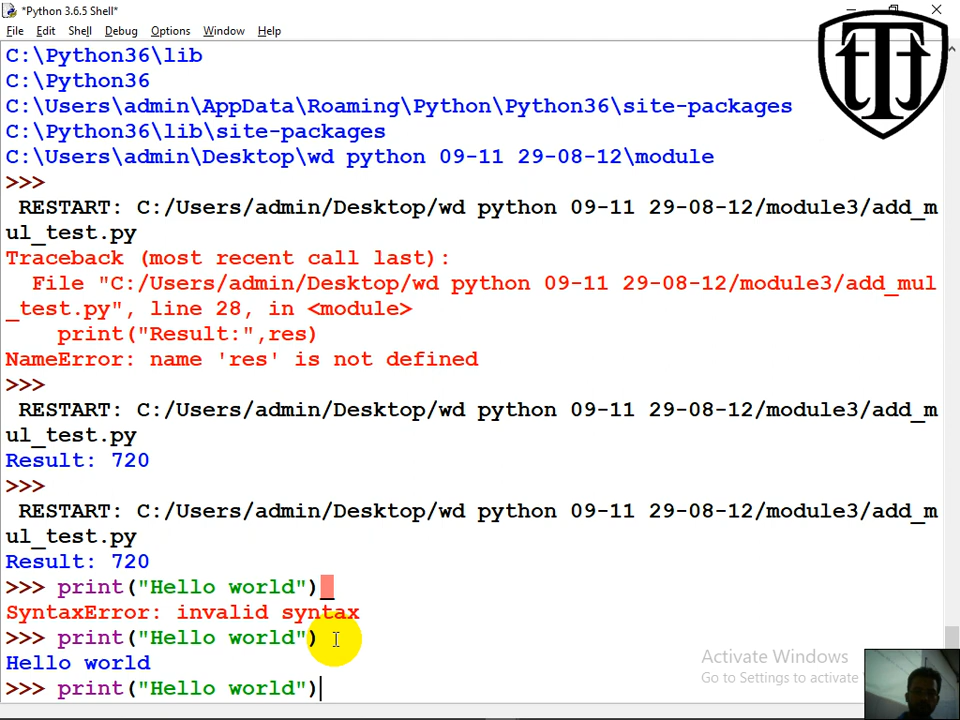 *Python 3.6.5 Shell*
File Edit Shell Debug Options Window Help
C:\Python36\lib
C:\Python36
C:\Users\admin\AppData\Roaming\Python\Python36\site-packages
C:\Python36\lib\site-packages
C:\Users\admin\Desktop\wd python 09-11 29-08-12\module
>>>
RESTART: C:/Users/admin/Desktop/wd python 09-11 29-08-12/module3/add_m
ul_test.py
Traceback (most recent call last):
File "C:/Users/admin/Desktop/wd python 09-11 29-08-12/module3/add_mul
_test.py", line 28, in <module>
print("Result:",res)
NameError: name 'res' is not defined
>>>
RESTART: C:/Users/admin/Desktop/wd python 09-11 29-08-12/module3/add_m
ul_test.py
Result: 720
>>>
RESTART: C:/Users/admin/Desktop/wd python 09-11 29-08-12/module3/add_m
ul_test.py
Result: 720
>>> print("Hello world")_
SyntaxError: invalid syntax
>>> print("Hello world")
Hello world
>>> print("Hello world")
Activate Windows
Go to Settings to activate